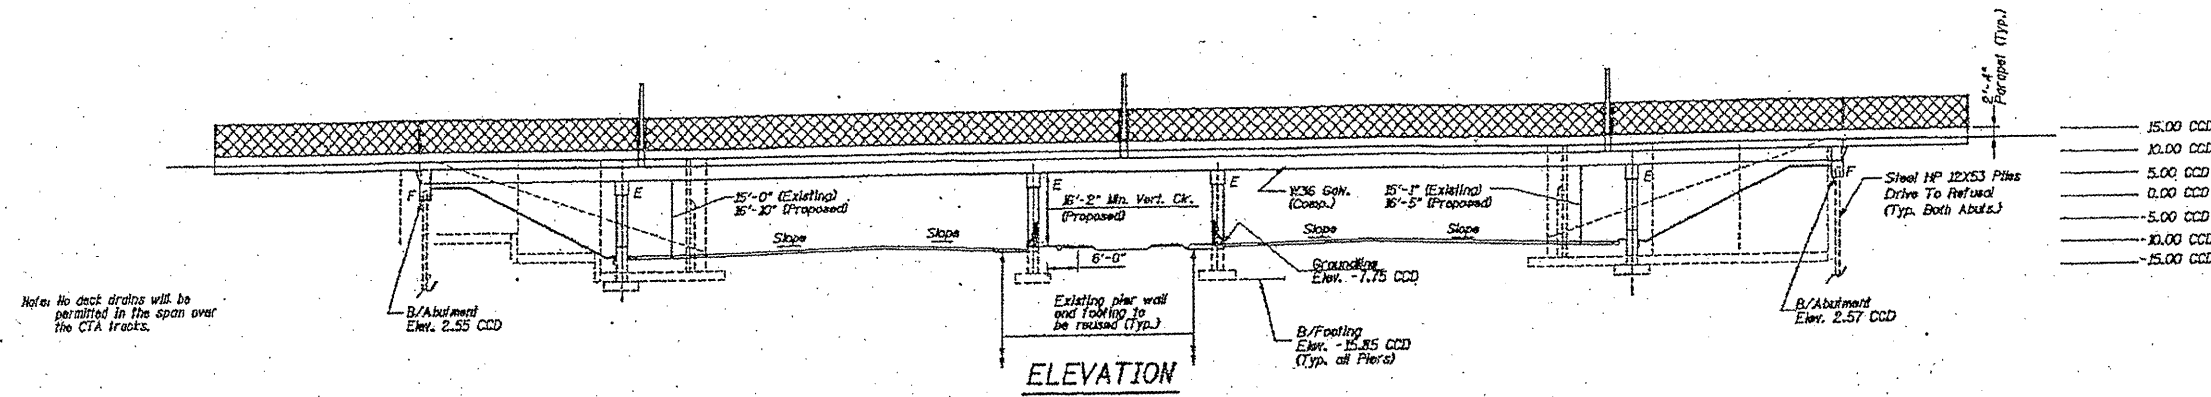 2'-4"
Parapet (Typ.)
15.00 CCD
10.00 CCD
5.00 CCD
0.00 CCD
-5.00 CCD
-10.00 CCD
-15.00 CCD
F
E
E
E
E
F
15'-0" (Existing)
16'-10" (Proposed)
16'-2" Min. Vert. Clr.
(Proposed)
W36 Galv.
(Comp.)
15'-1" (Existing)
16'-5" (Proposed)
Steel HP 12X53 Piles
Drive To Refusal
(Typ. Both Abuts.)
Slope
Slope
Slope
Slope
6'-0"
Groundline
Elev. -7.75 CCD
Note: No deck drains will be
permitted in the span over
the CTA tracks.
B/Abutment
Elev. 2.55 CCD
Existing pier wall
and footing to
be reused (Typ.)
B/Footing
Elev. -15.85 CCD
(Typ. all Piers)
B/Abutment
Elev. 2.57 CCD
ELEVATION